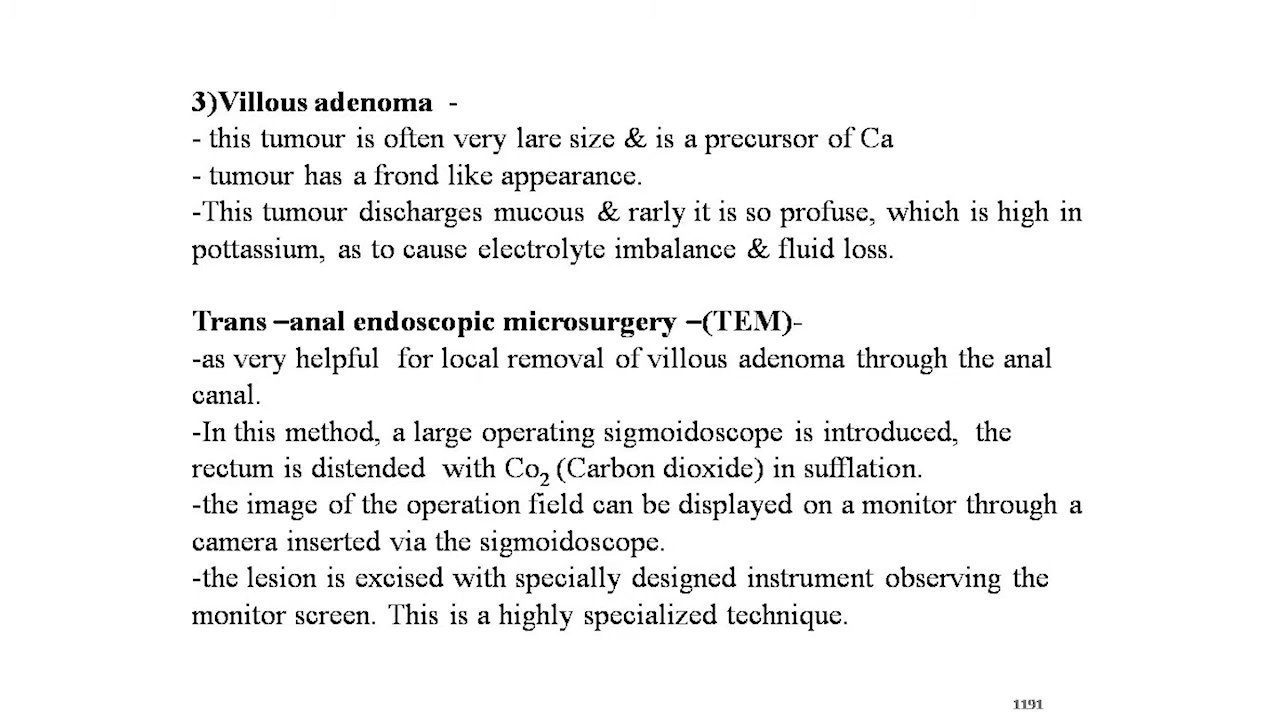 3)Villous adenoma -
- this tumour is often very lare size & is a precursor of Ca
- tumour has a frond like appearance.
-This tumour discharges mucous & rarly it is so profuse, which is high in
pottassium, as to cause electrolyte imbalance & fluid loss.
Trans –anal endoscopic microsurgery –(TEM)-
-as very helpful for local removal of villous adenoma through the anal
canal.
-In this method, a large operating sigmoidoscope is introduced, the
rectum is distended with Co₂ (Carbon dioxide) in sufflation.
-the image of the operation field can be displayed on a monitor through a
camera inserted via the sigmoidoscope.
-the lesion is excised with specially designed instrument observing the
monitor screen. This is a highly specialized technique.
1191